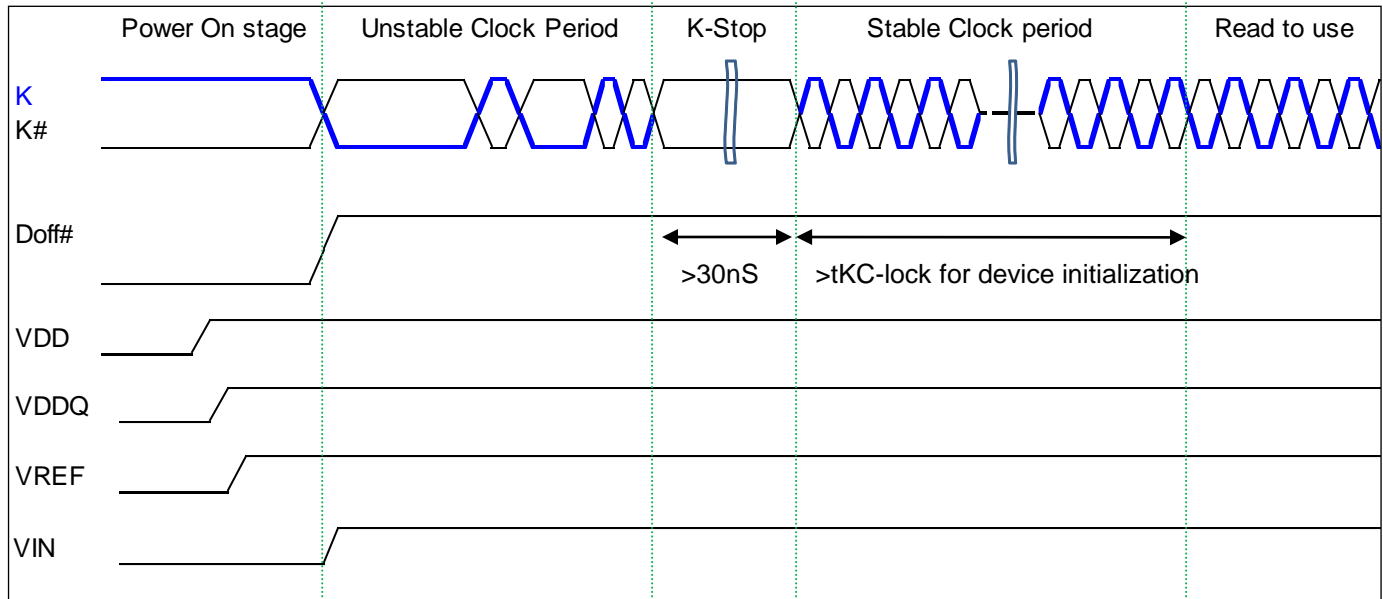 Power On stage Unstable Clock Period K-Stop Stable Clock period Read to use
K
K#
Doff#
>30nS >tKC-lock for device initialization
VDD
VDDQ
VREF
VIN